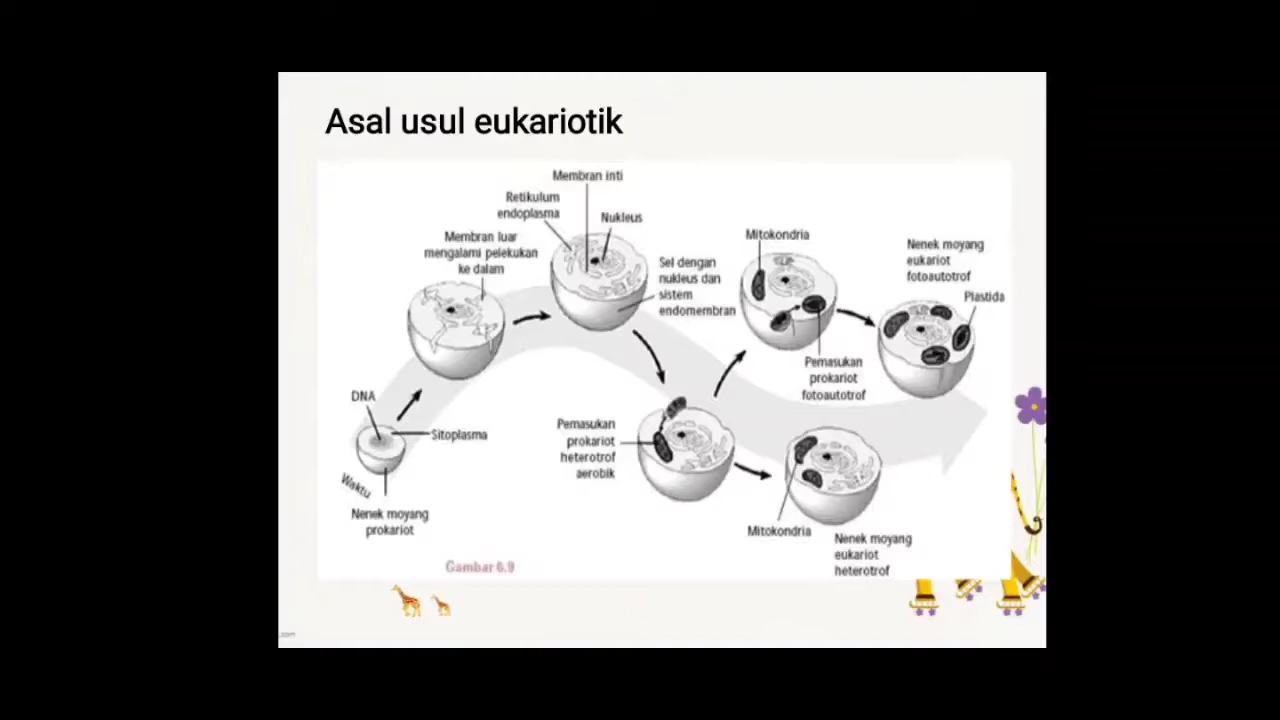 Asal usul eukariotik
Membran inti
Retikulum
endoplasma
Nukleus
Membran luar
mengalami pelekukan
ke dalam
Sel dengan
nukleus dan
sistem
endomembran
Mitokondria
Nenek moyang
eukariot
fotoautotrof
Plastida
Pemasukan
prokariot
fotoautotrof
DNA
Sitoplasma
Waktu
Nenek moyang
prokariot
Pemasukan
prokariot
heterotrof
aerobik
Mitokondria
Nenek moyang
eukariot
heterotrof
Gambar 6.9
.com